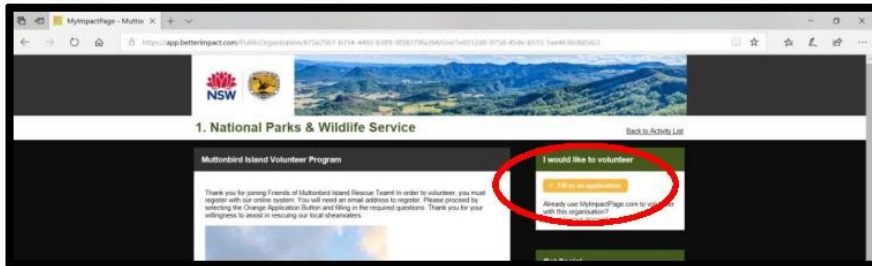 MyImpactPage - Mutton
https://app.betterimpact.com/PublicOrganization/
NSW
1. National Parks & Wildlife Service
Back to Activity List
Muttonbird Island Volunteer Program
I would like to volunteer
Thank you for joining Friends of Muttonbird Island Rescue Team! In order to volunteer, you must
register with our online system. You will need an email address to register. Please proceed by
selecting the Orange Application Button and filling in the required questions. Thank you for your
willingness to assist in rescuing our local shearwaters.
Fill in an application
Already use MyImpactPage.com to volunteer
with this organisation?